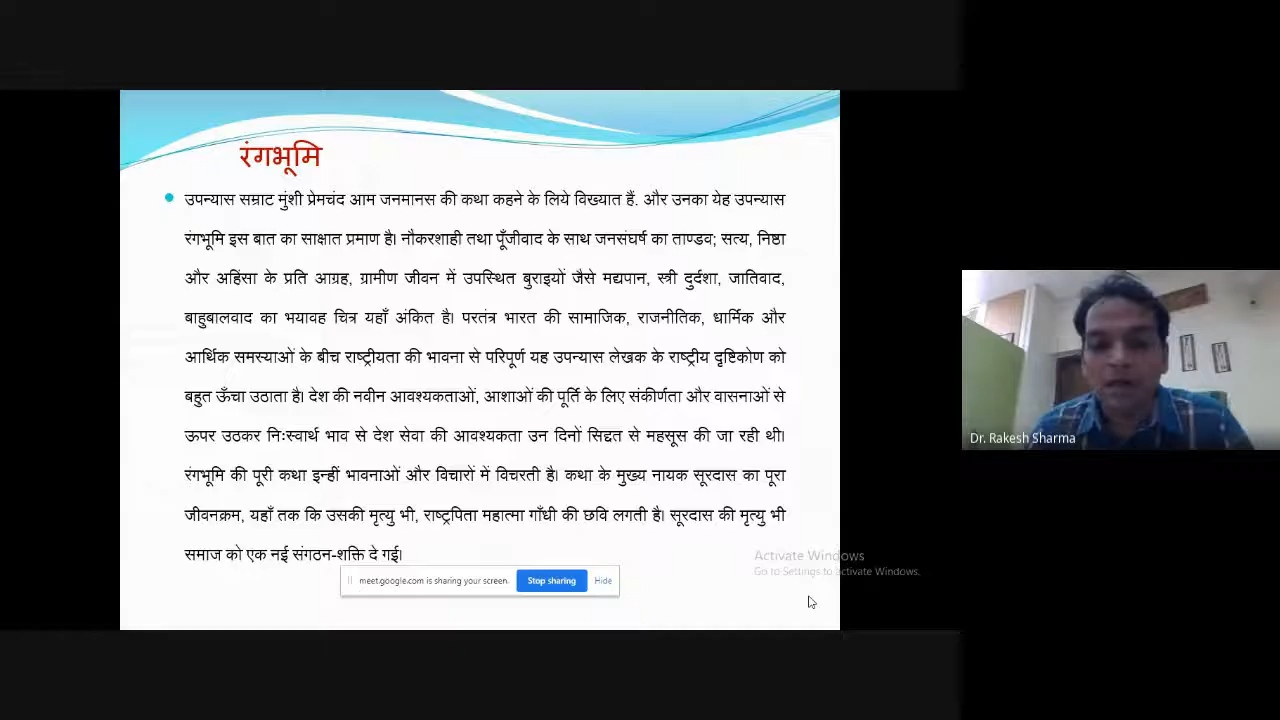 रंगभूमि
उपन्यास सम्राट मुंशी प्रेमचंद आम जनमानस की कथा कहने के लिये विख्यात हैं. और उनका येह उपन्यास
रंगभूमि इस बात का साक्षात प्रमाण है। नौकरशाही तथा पूँजीवाद के साथ जनसंघर्ष का ताण्डव; सत्य, निष्ठा
और अहिंसा के प्रति आग्रह, ग्रामीण जीवन में उपस्थित बुराइयों जैसे मद्यपान, स्त्री दुर्दशा, जातिवाद,
बाहुबालवाद का भयावह चित्र यहाँ अंकित है। परतंत्र भारत की सामाजिक, राजनीतिक, धार्मिक और
आर्थिक समस्याओं के बीच राष्ट्रीयता की भावना से परिपूर्ण यह उपन्यास लेखक के राष्ट्रीय दृष्टिकोण को
बहुत ऊँचा उठाता है। देश की नवीन आवश्यकताओं, आशाओं की पूर्ति के लिए संकीर्णता और वासनाओं से
ऊपर उठकर निःस्वार्थ भाव से देश सेवा की आवश्यकता उन दिनों सिद्दत से महसूस की जा रही थी।
रंगभूमि की पूरी कथा इन्हीं भावनाओं और विचारों में विचरती है। कथा के मुख्य नायक सूरदास का पूरा
जीवनक्रम, यहाँ तक कि उसकी मृत्यु भी, राष्ट्रपिता महात्मा गाँधी की छवि लगती है। सूरदास की मृत्यु भी
समाज को एक नई संगठन-शक्ति दे गई।
meet.google.com is sharing your screen. Stop sharing Hide
Activate Windows
Go to Settings to activate Windows.
Dr. Rakesh Sharma